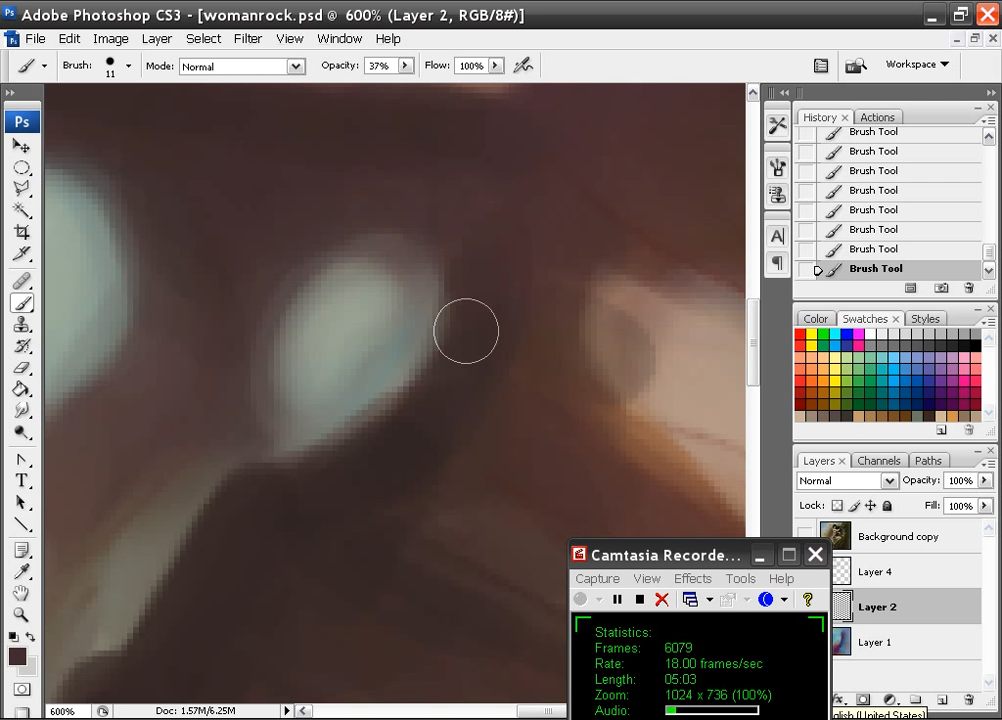 Adobe Photoshop CS3 - [womanrock.psd @ 600% (Layer 2, RGB/8#)]
File Edit Image Layer Select Filter View Window Help
Brush: 11 Mode: Normal Opacity: 37% Flow: 100% Workspace
Ps
History Actions
Brush Tool
Brush Tool
Brush Tool
Brush Tool
Brush Tool
Brush Tool
Brush Tool
Brush Tool
Color Swatches Styles
Layers Channels Paths
Normal Opacity: 100%
Lock: Fill: 100%
Background copy
Layer 4
Layer 2
Layer 1
Camtasia Recorde...
Capture View Effects Tools Help
Statistics:
Frames: 6079
Rate: 18.00 frames/sec
Length: 05:03
Zoom: 1024 x 736 (100%)
Audio:
600% Doc: 1.57M/6.25M
glish (United States)